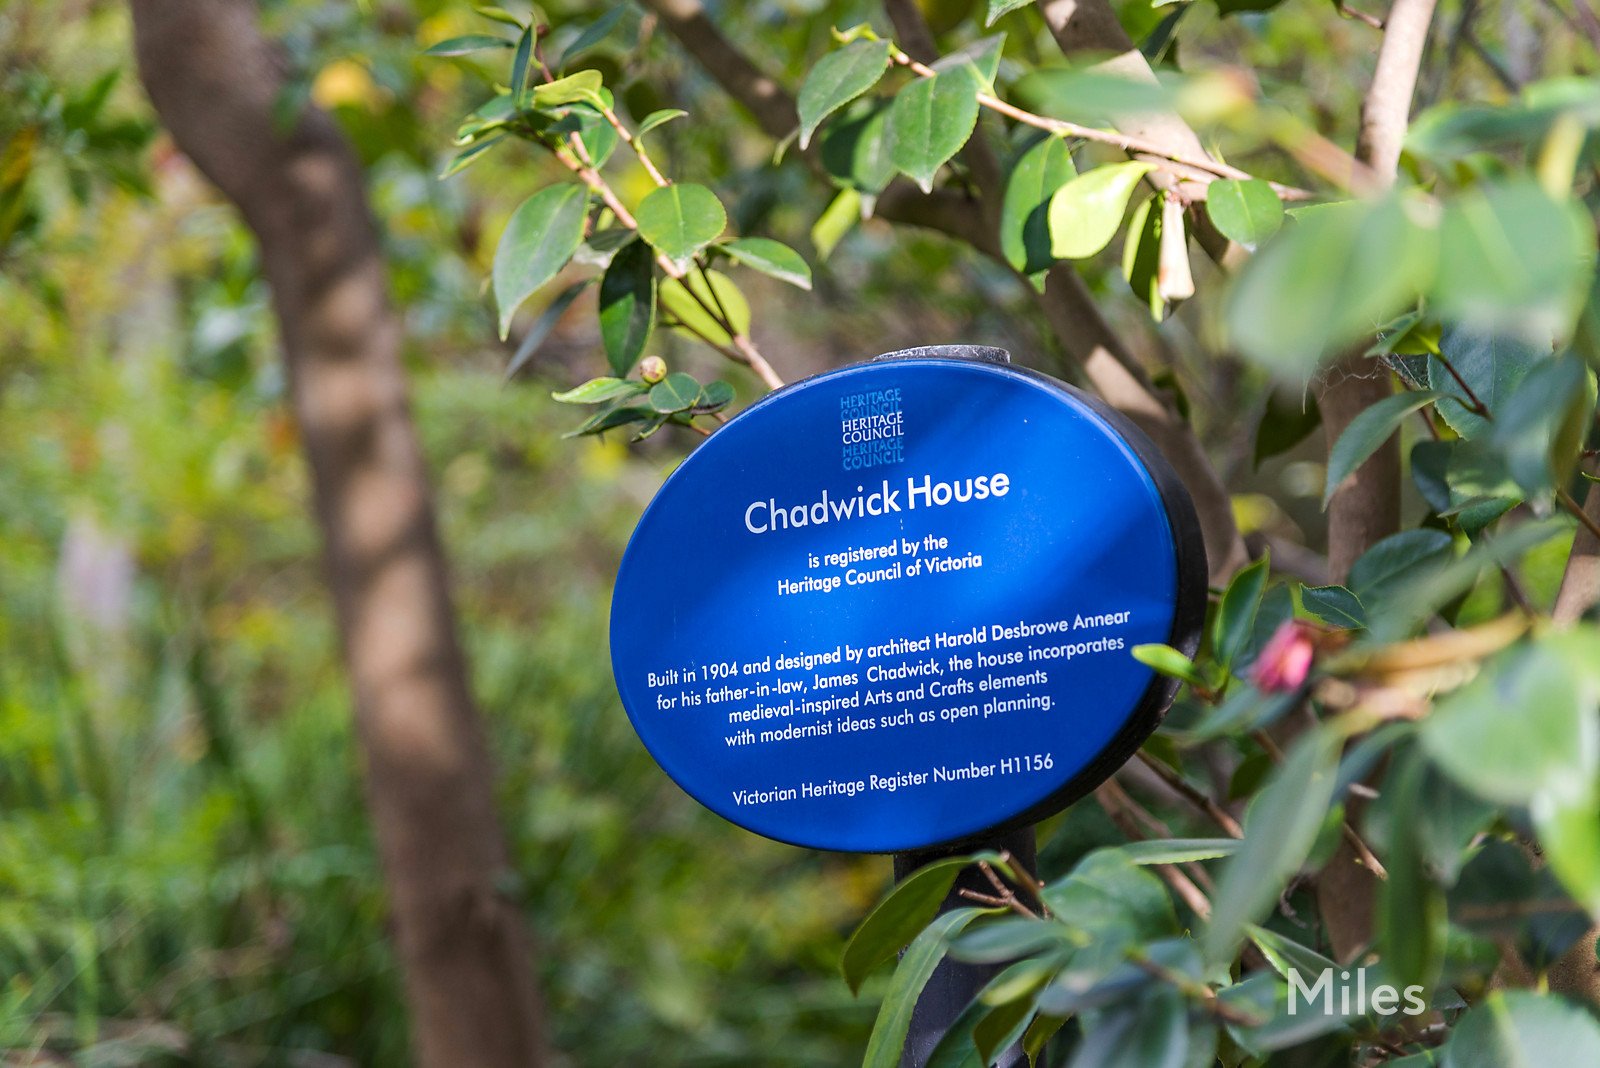 HERITAGE
COUNCIL
HERITAGE
COUNCIL
HERITAGE
COUNCIL
Chadwick House
is registered by the
Heritage Council of Victoria
Built in 1904 and designed by architect Harold Desbrowe Annear
for his father-in-law, James Chadwick, the house incorporates
medieval-inspired Arts and Crafts elements
with modernist ideas such as open planning.
Victorian Heritage Register Number H1156
Miles